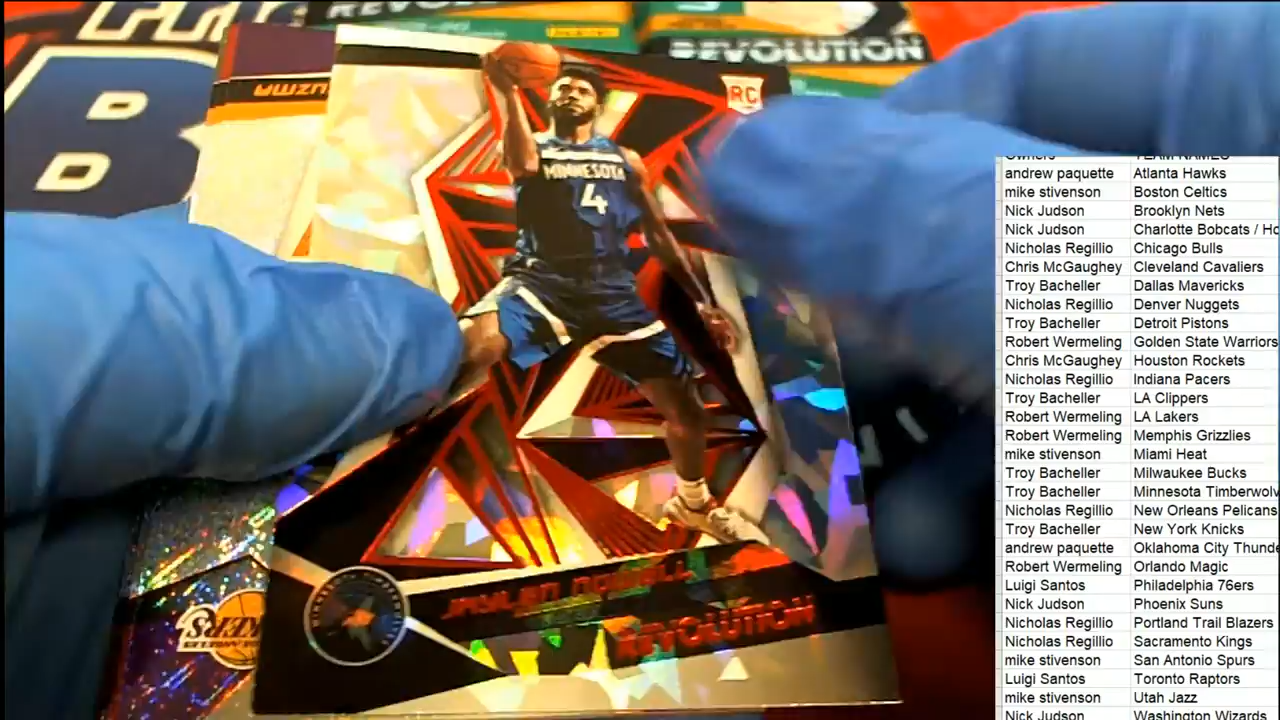 REVOLUTION
PANINI
REVOLUTION
B
RC
MINNESOTA
4
JAYLEN NOWELL
REVOLUTION
Owners TEAM NAMES
andrew paquette Atlanta Hawks
mike stivenson Boston Celtics
Nick Judson Brooklyn Nets
Nick Judson Charlotte Bobcats / Ho
Nicholas Regillio Chicago Bulls
Chris McGaughey Cleveland Cavaliers
Troy Bacheller Dallas Mavericks
Nicholas Regillio Denver Nuggets
Troy Bacheller Detroit Pistons
Robert Wermeling Golden State Warriors
Chris McGaughey Houston Rockets
Nicholas Regillio Indiana Pacers
Troy Bacheller LA Clippers
Robert Wermeling LA Lakers
Robert Wermeling Memphis Grizzlies
mike stivenson Miami Heat
Troy Bacheller Milwaukee Bucks
Troy Bacheller Minnesota Timberwolv
Nicholas Regillio New Orleans Pelicans
Troy Bacheller New York Knicks
andrew paquette Oklahoma City Thunde
Robert Wermeling Orlando Magic
Luigi Santos Philadelphia 76ers
Nick Judson Phoenix Suns
Nicholas Regillio Portland Trail Blazers
Nicholas Regillio Sacramento Kings
mike stivenson San Antonio Spurs
Luigi Santos Toronto Raptors
mike stivenson Utah Jazz
Nick Judson Washington Wizards